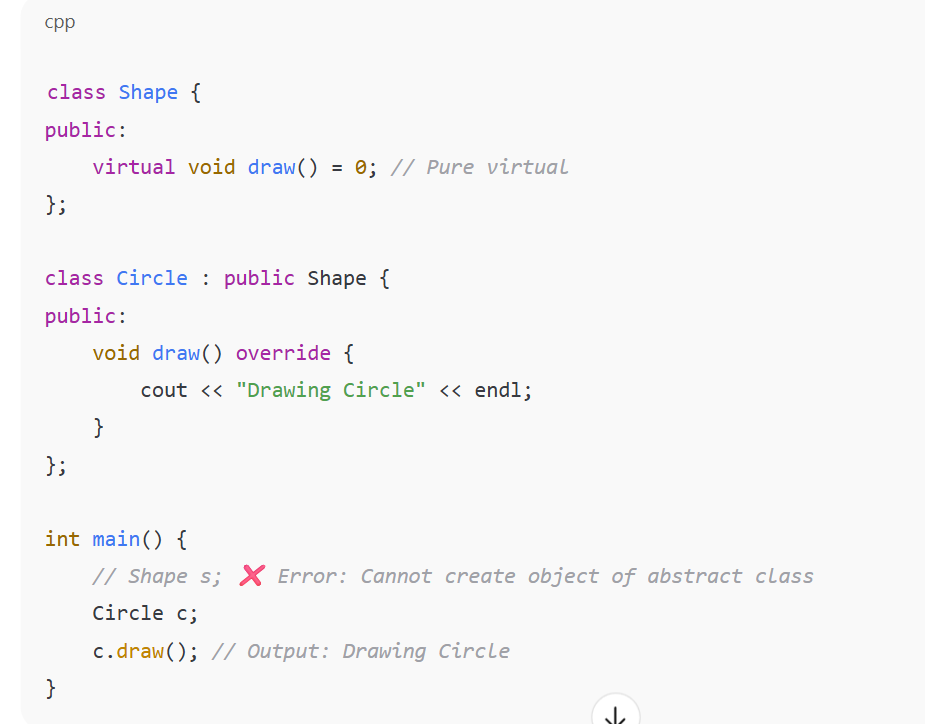 cpp
class Shape {
public:
    virtual void draw() = 0; // Pure virtual
};
class Circle : public Shape {
public:
    void draw() override {
        cout << "Drawing Circle" << endl;
    }
};
int main() {
    // Shape s; ❌ Error: Cannot create object of abstract class
    Circle c;
    c.draw(); // Output: Drawing Circle
}